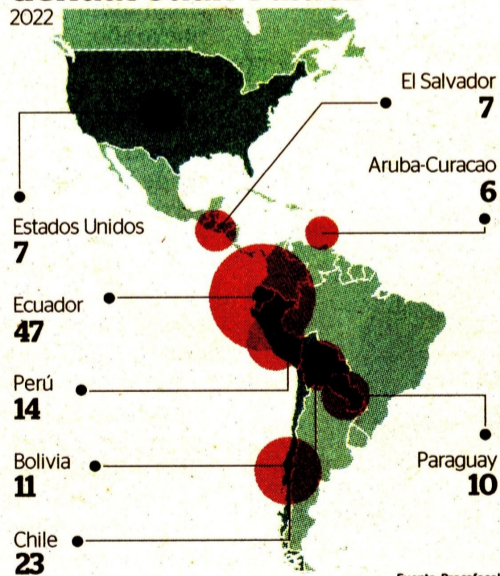 2022
El Salvador
7
Aruba-Curacao
6
Estados Unidos
7
Ecuador
47
Perú
14
Bolivia
11
Paraguay
10
Chile
23